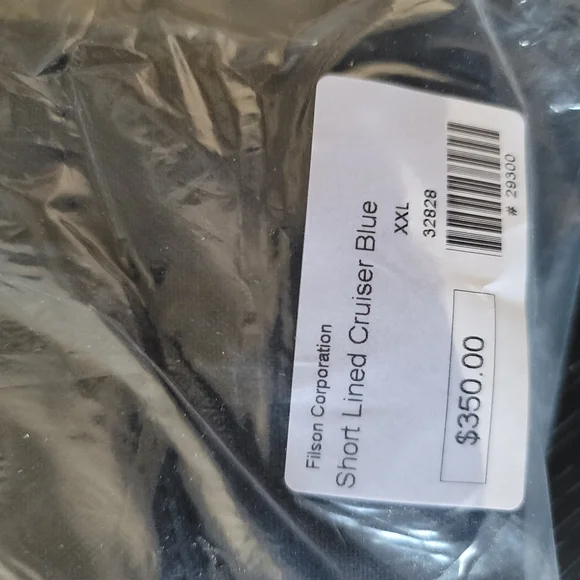 Filson Corporation
Short Lined Cruiser Blue
XXL
32828
# 29300
$350.00